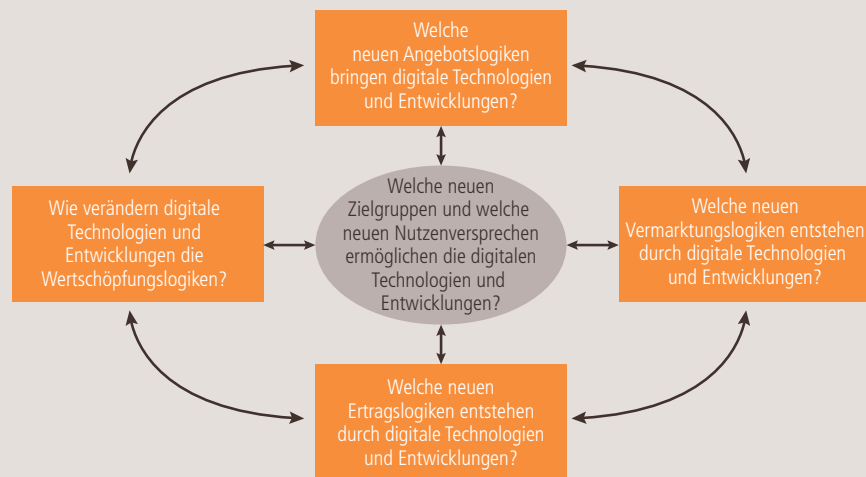 Welche
neuen Angebotslogiken
bringen digitale Technologien
und Entwicklungen?
Wie verändern digitale
Technologien und
Entwicklungen die
Wertschöpfungslogiken?
Welche neuen
Zielgruppen und welche
neuen Nutzenversprechen
ermöglichen die digitalen
Technologien und
Entwicklungen?
Welche neuen
Vermarktungslogiken entstehen
durch digitale Technologien
und Entwicklungen?
Welche neuen
Ertragslogiken entstehen
durch digitale Technologien
und Entwicklungen?